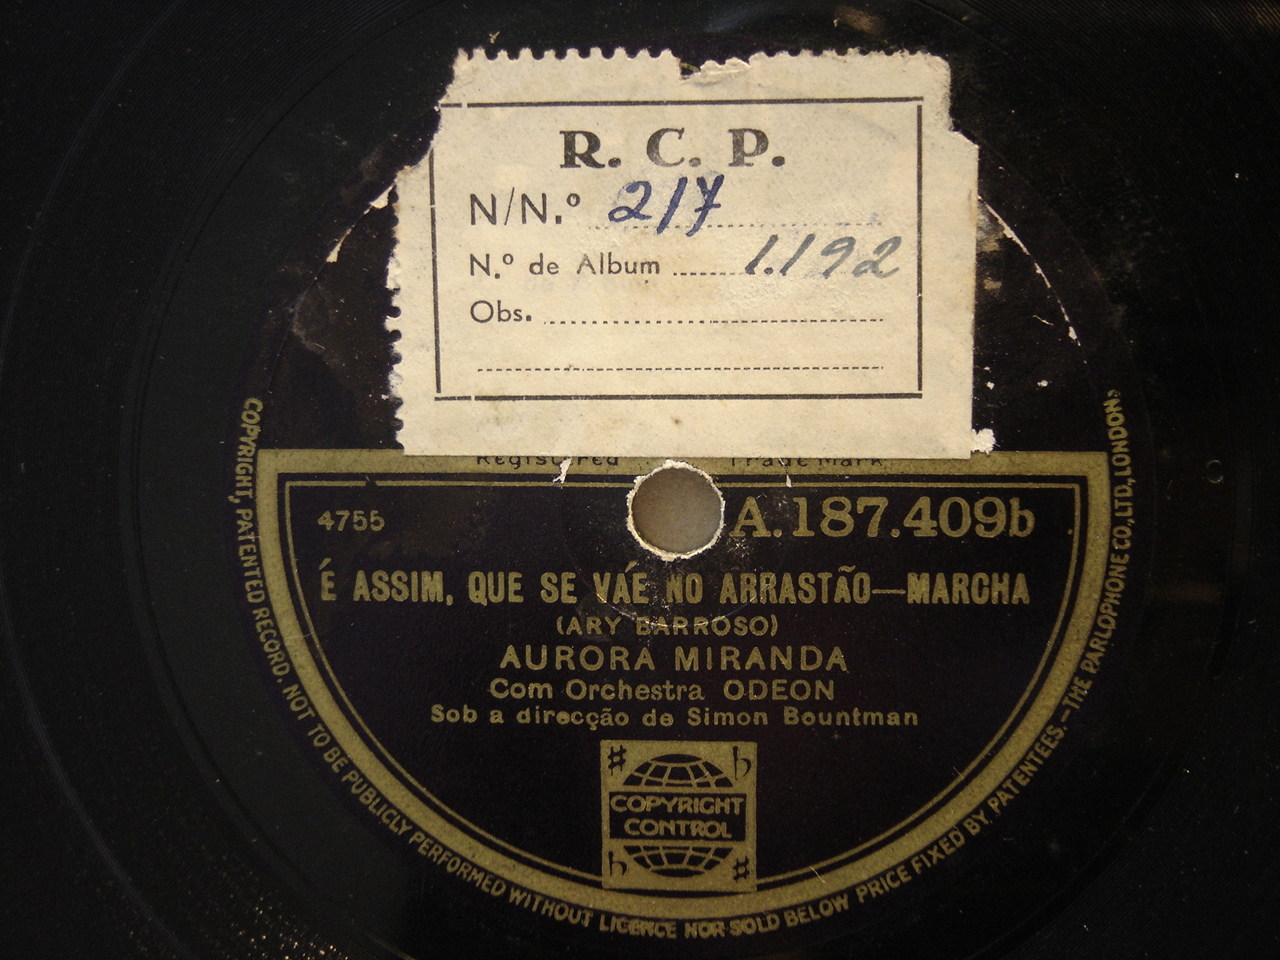 R. C. P.
N/N.º 217
N.º de Album 1.192
Obs.
Registered Trade Mark
4755 A.187.409b
É ASSIM, QUE SE VÁE NO ARRASTÃO—MARCHA
(ARY BARROSO)
AURORA MIRANDA
Com Orchestra ODEON
Sob a direcção de Simon Bountman
COPYRIGHT
CONTROL
COPYRIGHT, PATENTED RECORD. NOT TO BE PUBLICLY PERFORMED WITHOUT LICENCE NOR SOLD BELOW PRICE FIXED BY PATENTEES.—THE PARLOPHONE CO., LTD., LONDON.